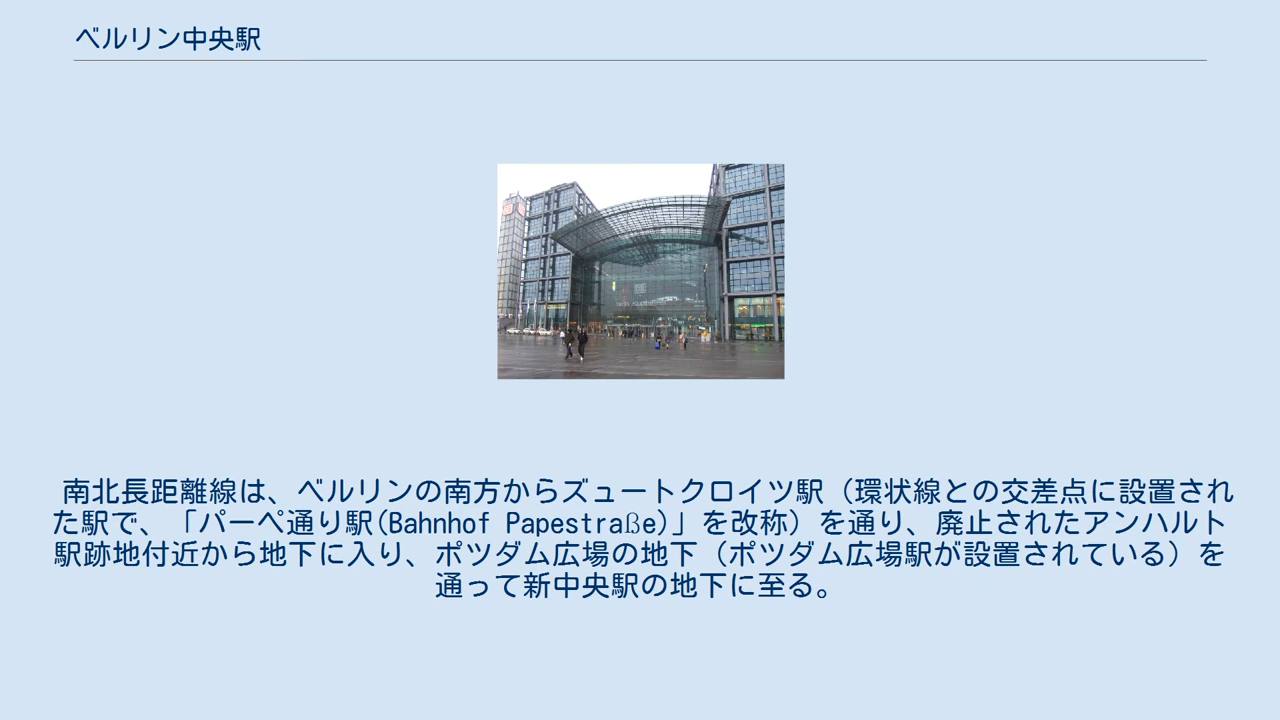 ベルリン中央駅
南北長距離線は、ベルリンの南方からズュートクロイツ駅（環状線との交差点に設置され
た駅で、「パーペ通り駅(Bahnhof Papestraße)」を改称）を通り、廃止されたアンハルト
駅跡地付近から地下に入り、ポツダム広場の地下（ポツダム広場駅が設置されている）を
通って新中央駅の地下に至る。